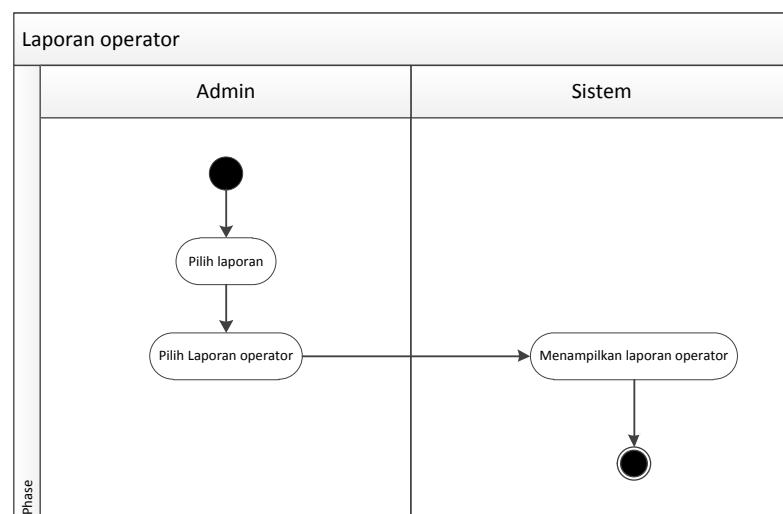 Laporan operator
Admin
Sistem
Pilih laporan
Pilih Laporan operator
Menampilkan laporan operator
Phase